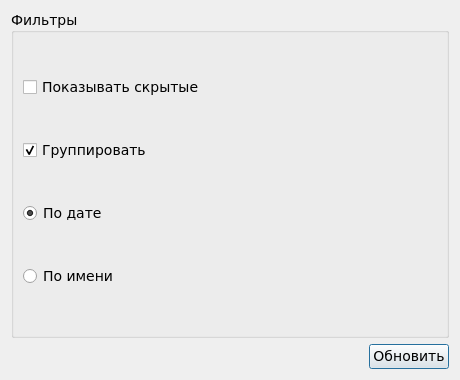 Фильтры
Показывать скрытые
Группировать
По дате
По имени
Обновить